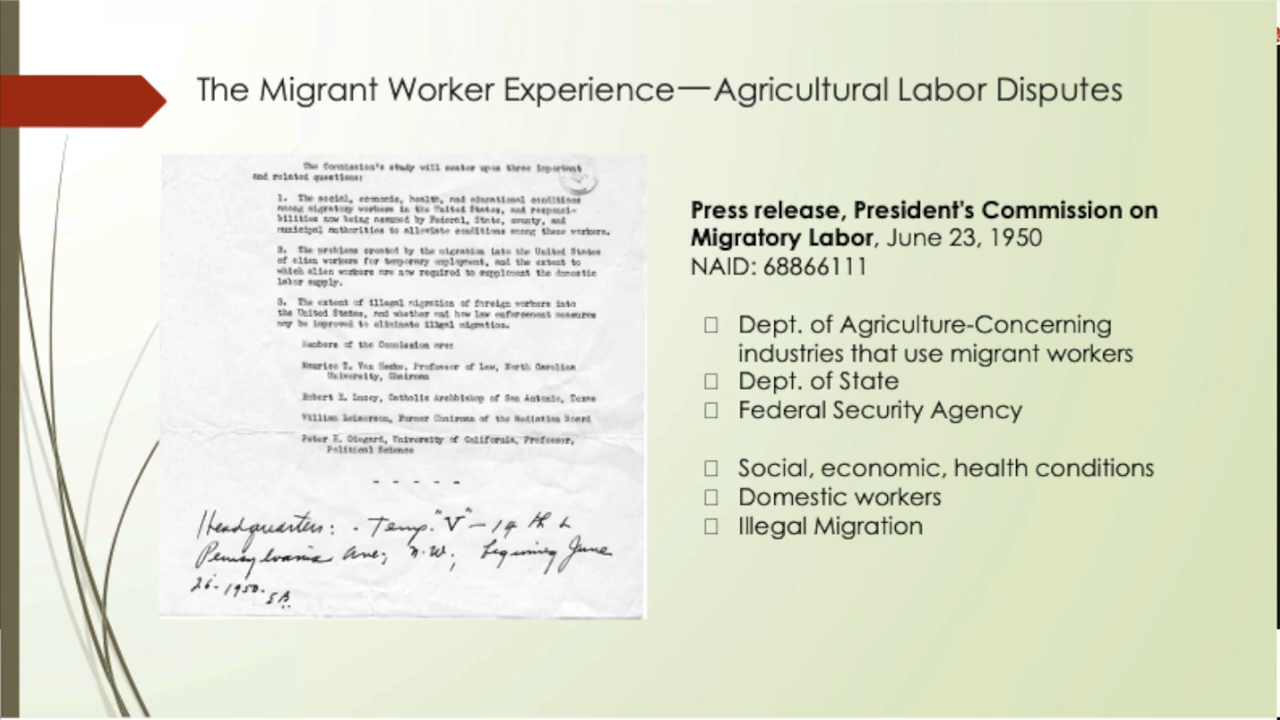 The Migrant Worker Experience—Agricultural Labor Disputes
The Commission's study will center upon three important
and related questions:
1. The social, economic, health, and educational conditions
among migratory workers in the United States, and responsi-
bilities now being assumed by Federal, State, county, and
municipal authorities to alleviate conditions among these workers.
2. The problems created by the migration into the United States
of alien workers for temporary employment, and the extent to
which alien workers are now required to supplement the domestic
labor supply.
3. The extent of illegal migration of foreign workers into
the United States, and whether and how law enforcement measures
may be improved to eliminate illegal migration.
Members of the Commission are:
Maurice T. Van Hecke, Professor of Law, North Carolina
University, Chairman
Robert E. Lucey, Catholic Archbishop of San Antonio, Texas
William Leiserson, Former Chairman of the Mediation Board
Peter H. Odegard, University of California, Professor,
Political Science
- - - - -
Headquarters: - Temp. "V" - 14 th &
Pennsylvania Ave; N.W; beginning June
26-1950.
Press release, President's Commission on
Migratory Labor, June 23, 1950
NAID: 68866111
Dept. of Agriculture-Concerning
industries that use migrant workers
Dept. of State
Federal Security Agency
Social, economic, health conditions
Domestic workers
Illegal Migration